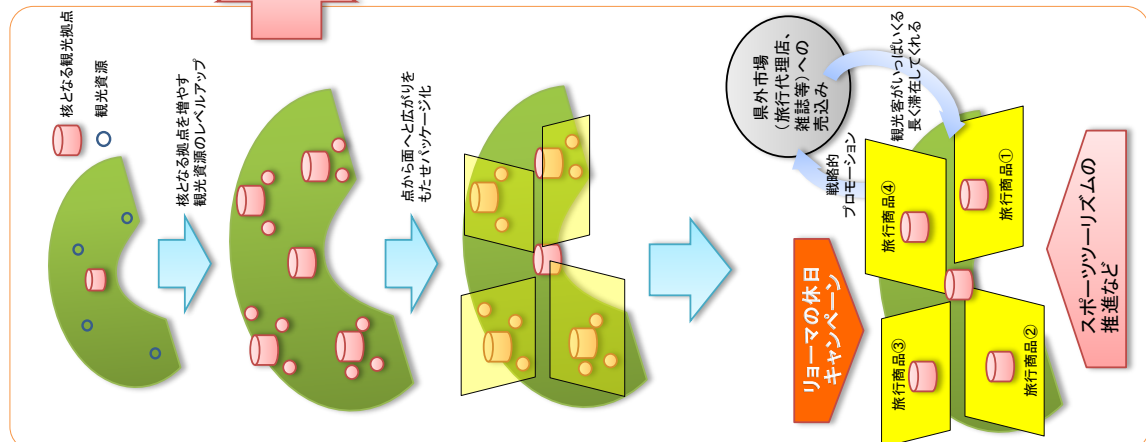 核となる観光拠点
観光資源
核となる拠点を増やす
観光資源のレベルアップ
点から面へと広がりを
もたせパッケージ化
県外市場
(旅行代理店、
雑誌等)への
売込み
観光客がいっぱいくる
長く滞在してくれる
戦略的
プロモーション
旅行商品④
旅行商品①
旅行商品③
旅行商品②
リョーマの休日
キャンペーン
スポーツツーリズムの
推進など